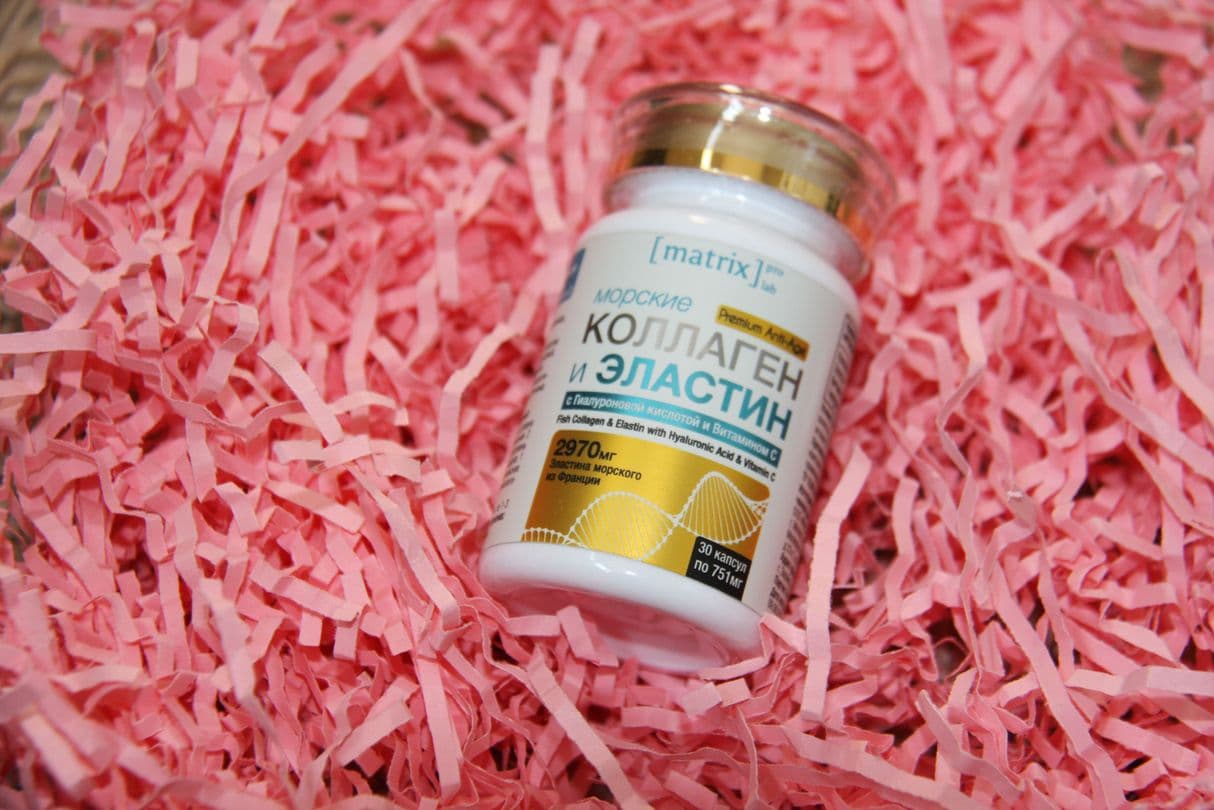 [matrix] pro lab
морские
Premium Anti-Age
КОЛЛАГЕН
и ЭЛАСТИН
с Гиалуроновой кислотой и Витамином С
Fish Collagen & Elastin with Hyaluronic Acid & Vitamin C
2970мг
Эластина морского
из Франции
30 капсул
по 751мг